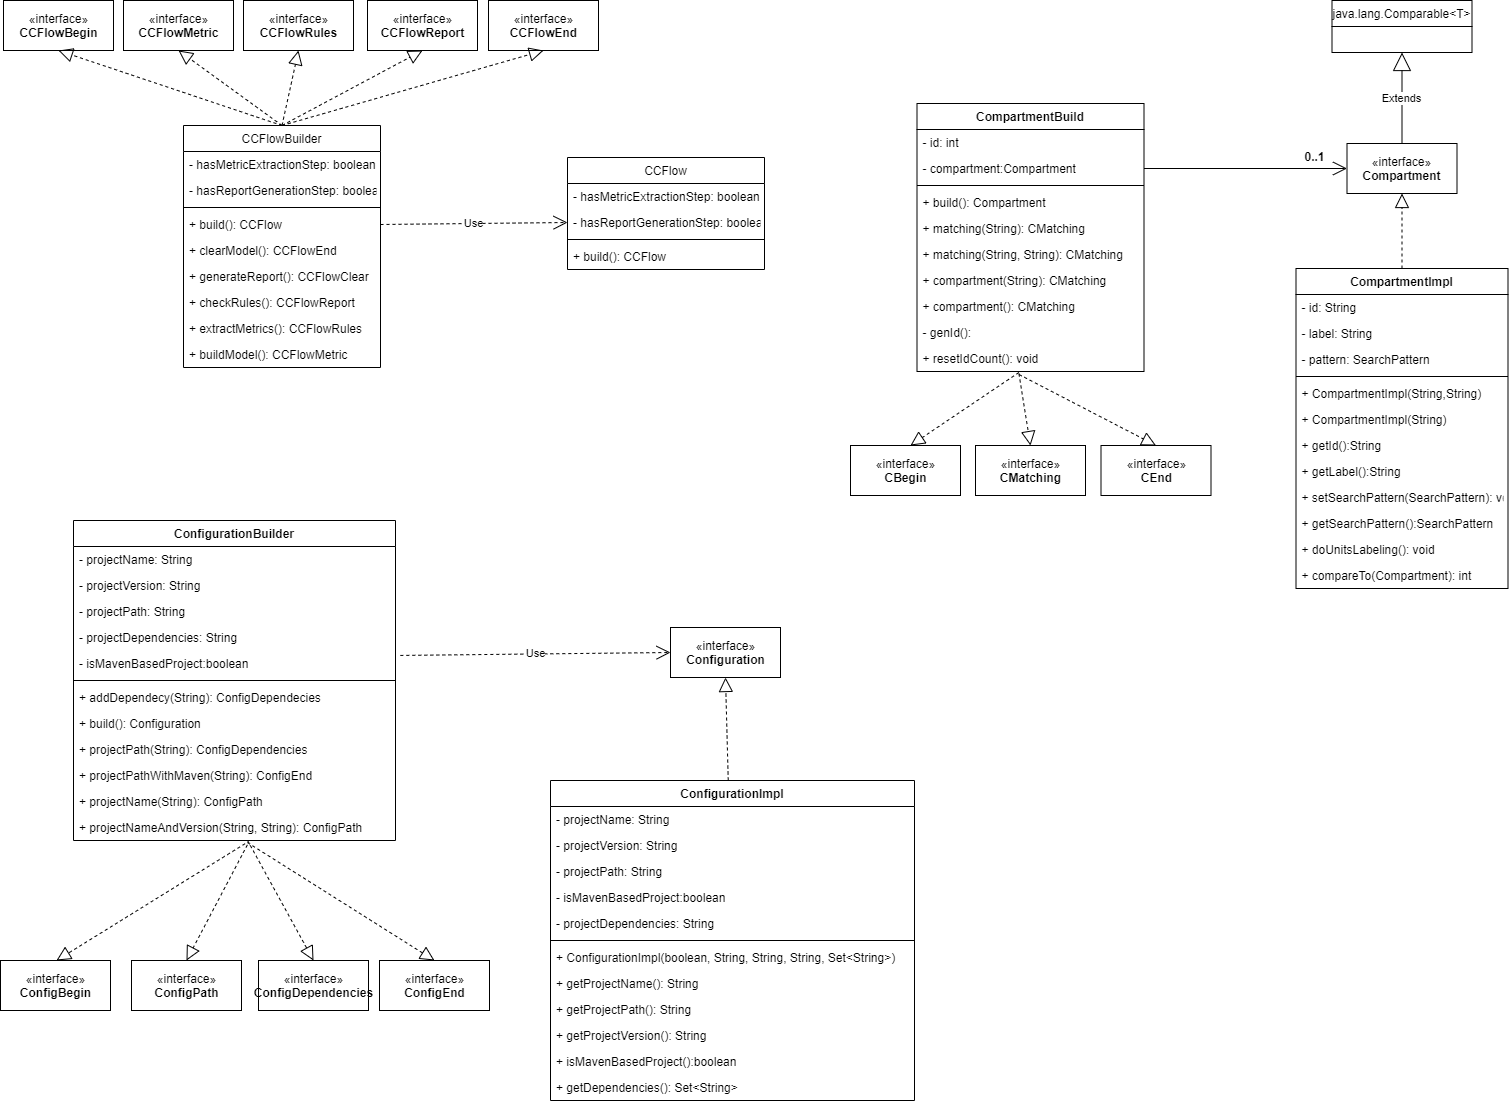 «interface»
CCFlowBegin
«interface»
CCFlowMetric
«interface»
CCFlowRules
«interface»
CCFlowReport
«interface»
CCFlowEnd
CCFlowBuilder
- hasMetricExtractionStep: boolean
- hasReportGenerationStep: boolea
+ build(): CCFlow
+ clearModel(): CCFlowEnd
+ generateReport(): CCFlowClear
+ checkRules(): CCFlowReport
+ extractMetrics(): CCFlowRules
+ buildModel(): CCFlowMetric
Use
CCFlow
- hasMetricExtractionStep: boolean
- hasReportGenerationStep: boolea
+ build(): CCFlow
java.lang.Comparable<T>
Extends
CompartmentBuild
- id: int
- compartment:Compartment
+ build(): Compartment
+ matching(String): CMatching
+ matching(String, String): CMatching
+ compartment(String): CMatching
+ compartment(): CMatching
- genId():
+ resetIdCount(): void
0..1
«interface»
Compartment
«interface»
CBegin
«interface»
CMatching
«interface»
CEnd
CompartmentImpl
- id: String
- label: String
- pattern: SearchPattern
+ CompartmentImpl(String,String)
+ CompartmentImpl(String)
+ getId():String
+ getLabel():String
+ setSearchPattern(SearchPattern): v
+ getSearchPattern():SearchPattern
+ doUnitsLabeling(): void
+ compareTo(Compartment): int
ConfigurationBuilder
- projectName: String
- projectVersion: String
- projectPath: String
- projectDependencies: String
- isMavenBasedProject:boolean
+ addDependecy(String): ConfigDependecies
+ build(): Configuration
+ projectPath(String): ConfigDependencies
+ projectPathWithMaven(String): ConfigEnd
+ projectName(String): ConfigPath
+ projectNameAndVersion(String, String): ConfigPath
Use
«interface»
Configuration
ConfigurationImpl
- projectName: String
- projectVersion: String
- projectPath: String
- isMavenBasedProject:boolean
- projectDependencies: String
+ ConfigurationImpl(boolean, String, String, String, Set<String>)
+ getProjectName(): String
+ getProjectPath(): String
+ getProjectVersion(): String
+ isMavenBasedProject():boolean
+ getDependencies(): Set<String>
«interface»
ConfigBegin
«interface»
ConfigPath
«interface»
ConfigDependencies
«interface»
ConfigEnd